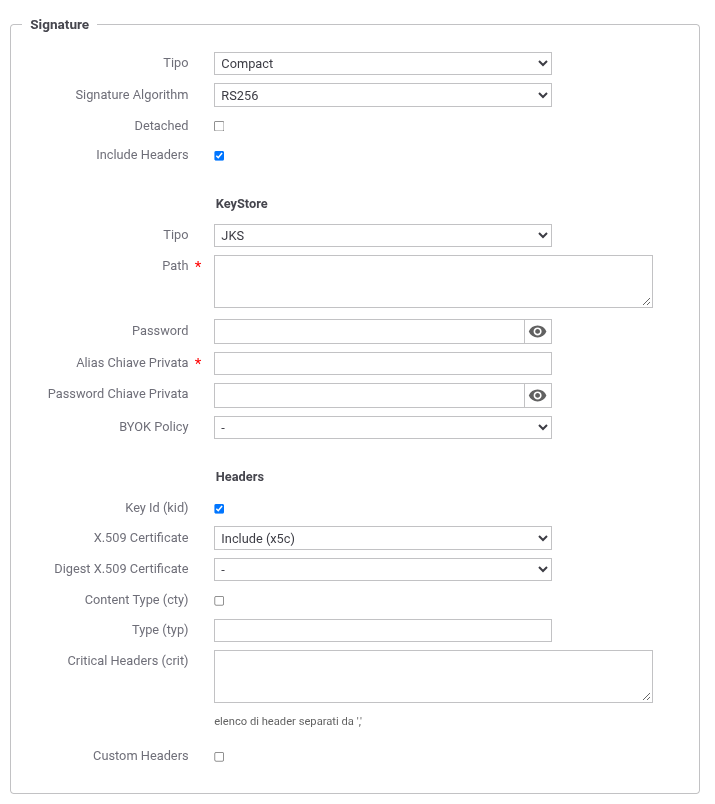 Signature
Tipo Compact
Signature Algorithm RS256
Detached
Include Headers
KeyStore
Tipo JKS
Path *
Password
Alias Chiave Privata *
Password Chiave Privata
BYOK Policy -
Headers
Key Id (kid)
X.509 Certificate Include (x5c)
Digest X.509 Certificate -
Content Type (cty)
Type (typ)
Critical Headers (crit)
elenco di header separati da ','
Custom Headers